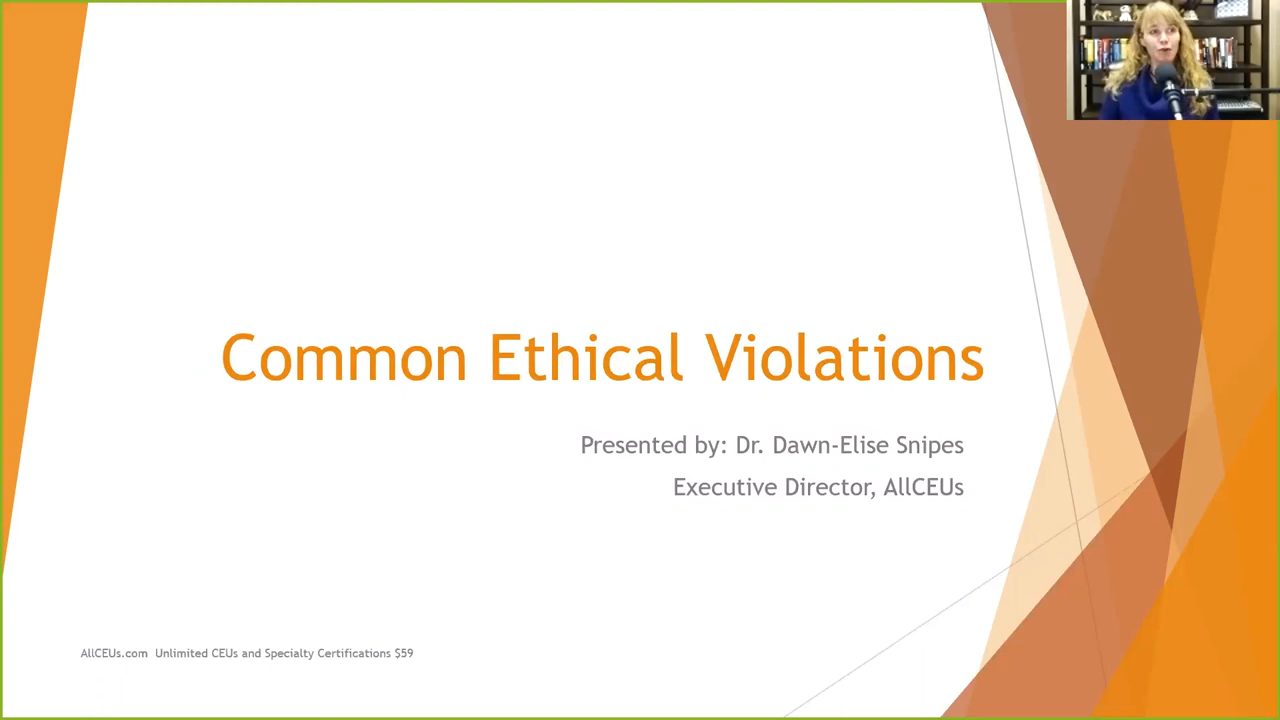 Common Ethical Violations
Presented by: Dr. Dawn-Elise Snipes
Executive Director, AllCEUs
AllCEUs.com Unlimited CEUs and Specialty Certifications $59